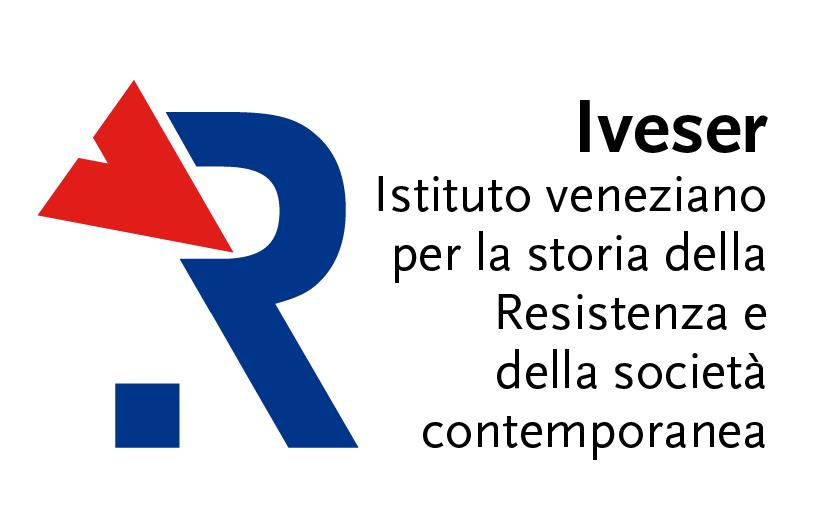 R
Iveser
Istituto veneziano
per la storia della
Resistenza e
della società
contemporanea